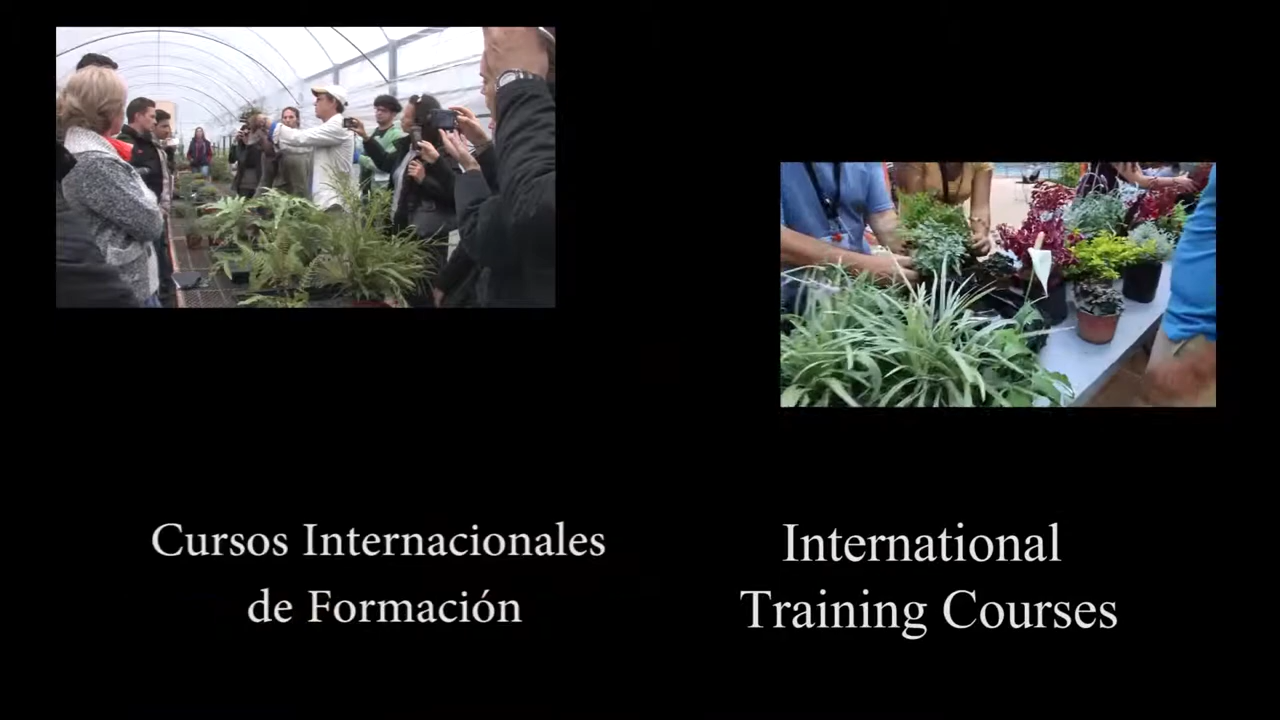 Cursos Internacionales
de Formación
International
Training Courses